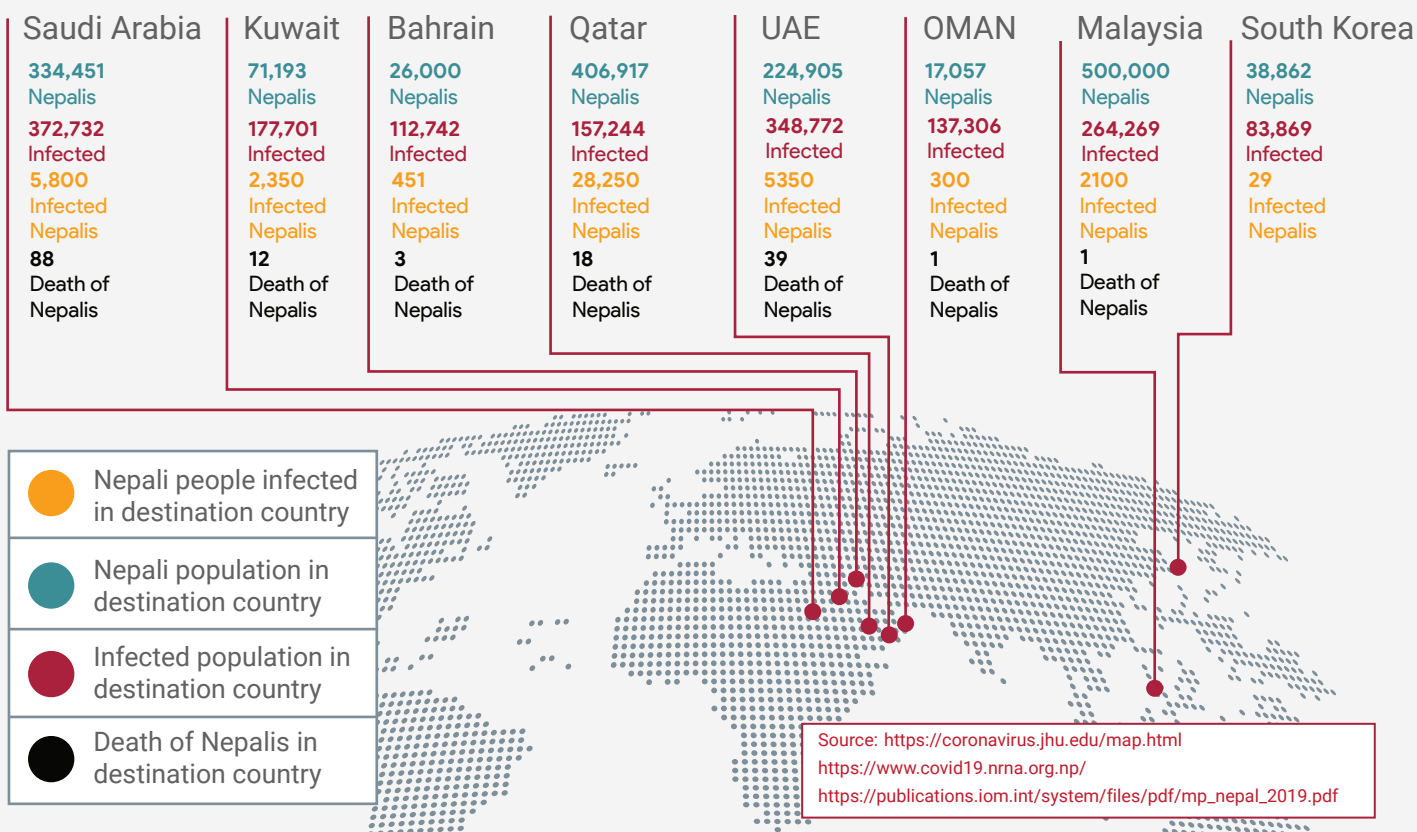 Saudi Arabia
334,451
Nepalis
372,732
Infected
5,800
Infected
Nepalis
88
Death of
Nepalis
Kuwait
71,193
Nepalis
177,701
Infected
2,350
Infected
Nepalis
12
Death of
Nepalis
Bahrain
26,000
Nepalis
112,742
Infected
451
Infected
Nepalis
3
Death of
Nepalis
Qatar
406,917
Nepalis
157,244
Infected
28,250
Infected
Nepalis
18
Death of
Nepalis
UAE
224,905
Nepalis
348,772
Infected
5350
Infected
Nepalis
39
Death of
Nepalis
OMAN
17,057
Nepalis
137,306
Infected
300
Infected
Nepalis
1
Death of
Nepalis
Malaysia
500,000
Nepalis
264,269
Infected
2100
Infected
Nepalis
1
Death of
Nepalis
South Korea
38,862
Nepalis
83,869
Infected
29
Infected
Nepalis
Nepali people infected
in destination country
Nepali population in
destination country
Infected population in
destination country
Death of Nepalis in
destination country
Source: https://coronavirus.jhu.edu/map.html
https://www.covid19.nrna.org.np/
https://publications.iom.int/system/files/pdf/mp_nepal_2019.pdf